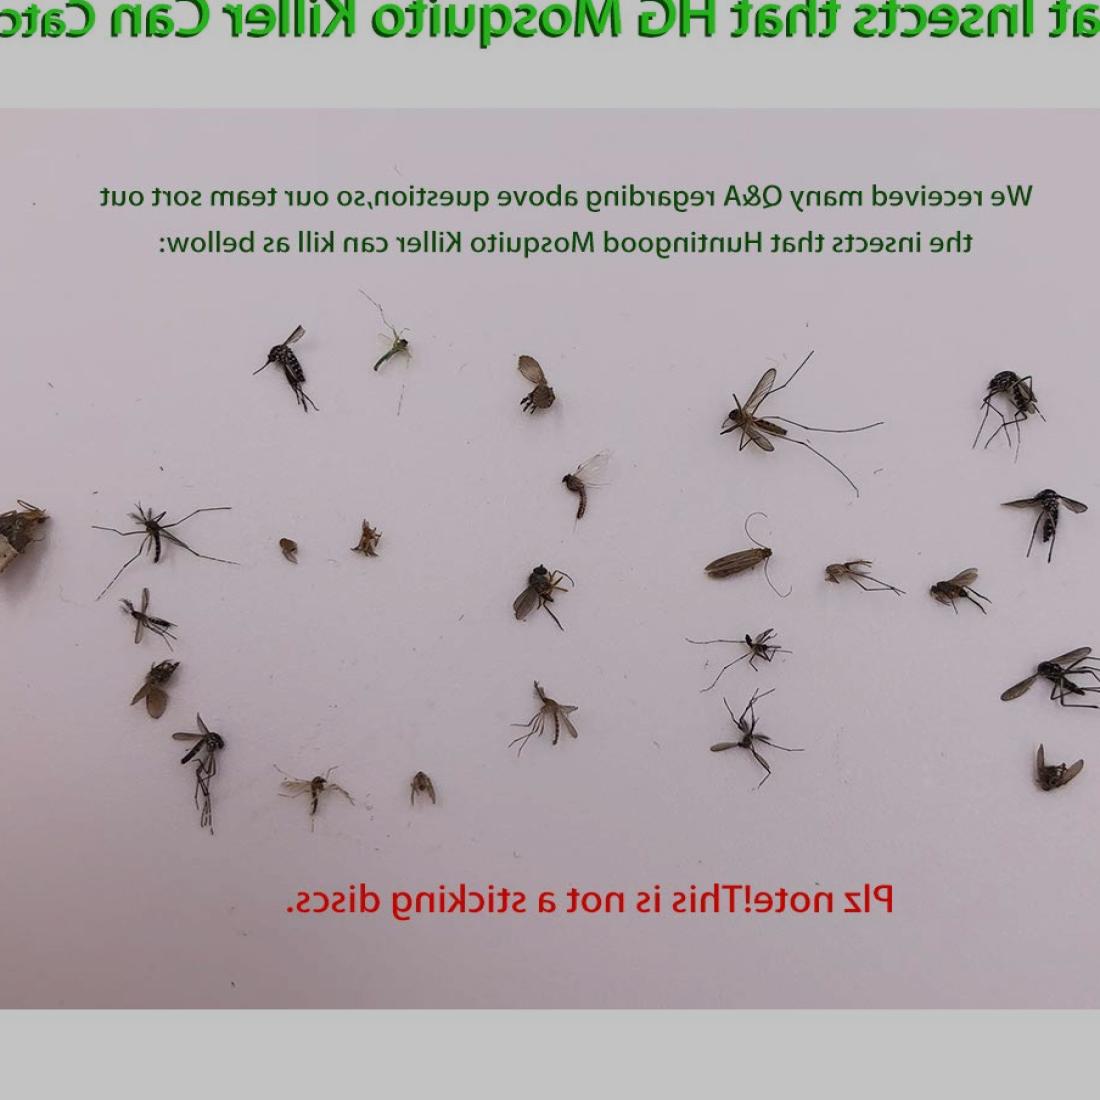 at Insects that HG Mosquito Killer Can Catc
We received many Q&A regarding above question,so our team sort out
the insects that Huntingood Mosquito Killer can kill as bellow:
Plz note!This is not a sticking discs.